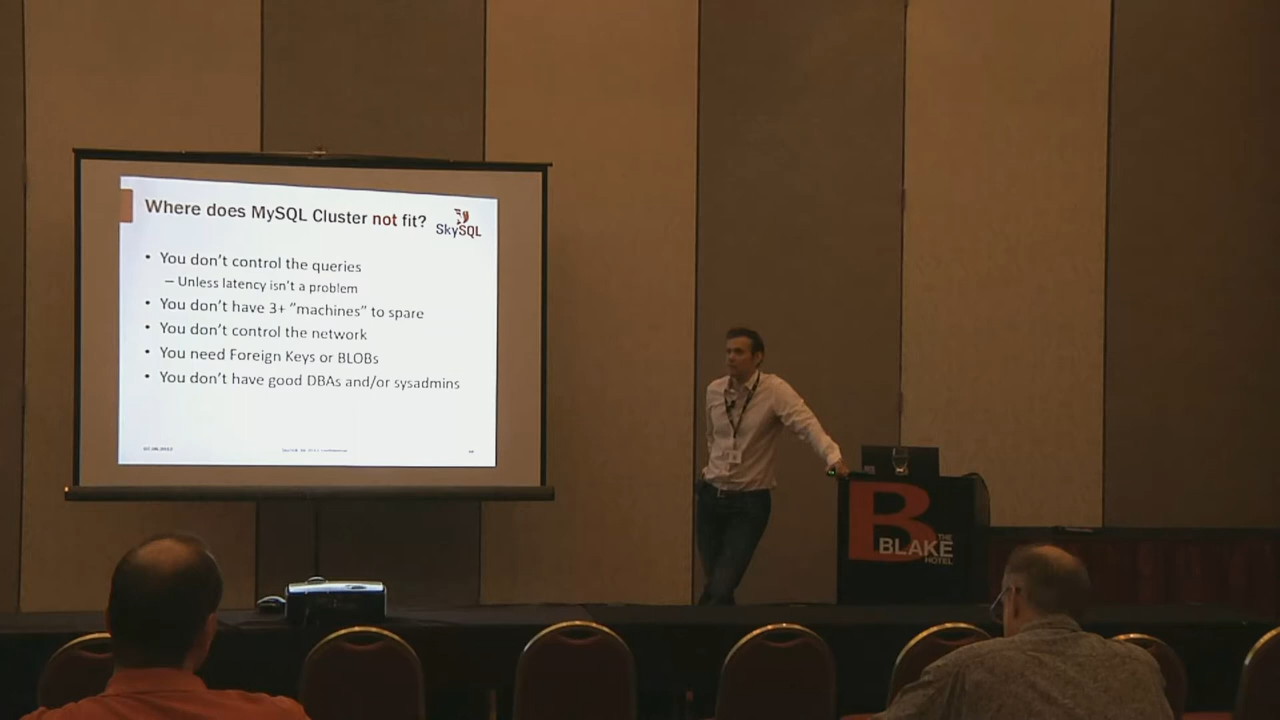 Where does MySQL Cluster not fit?
SkySQL
• You don't control the queries
– Unless latency isn't a problem
• You don't have 3+ "machines" to spare
• You don't control the network
• You need Foreign Keys or BLOBs
• You don't have good DBAs and/or sysadmins
B
THE
BLAKE
HOTEL